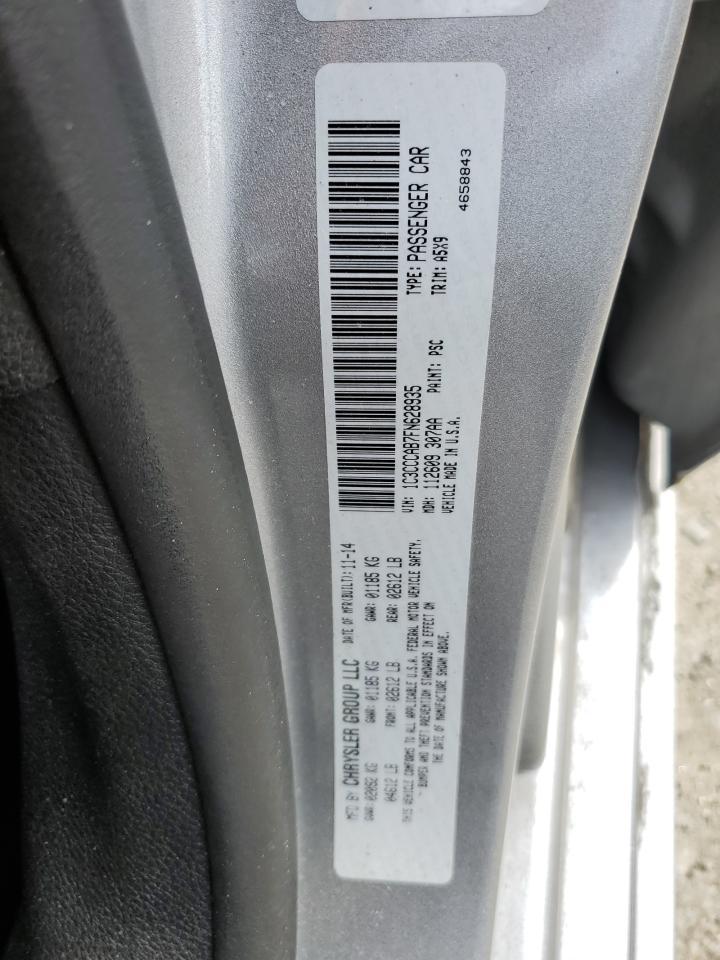 MFD BY CHRYSLER GROUP LLC DATE OF MFR(BUILT): 11-14
GVWR: 02092 KG GAWR: 01185 KG GAWR: 01185 KG
04612 LB FRONT: 02612 LB REAR: 02612 LB
THIS VEHICLE CONFORMS TO ALL APPLICABLE U.S.A. FEDERAL MOTOR VEHICLE SAFETY,
BUMPER AND THEFT PREVENTION STANDARDS IN EFFECT ON
THE DATE OF MANUFACTURE SHOWN ABOVE.
VIN: 1C3CCCAB7FN628935 TYPE: PASSENGER CAR
MDH: 112609 307AA PAINT: PSC TRIM: A5X9
VEHICLE MADE IN U.S.A.
4658843